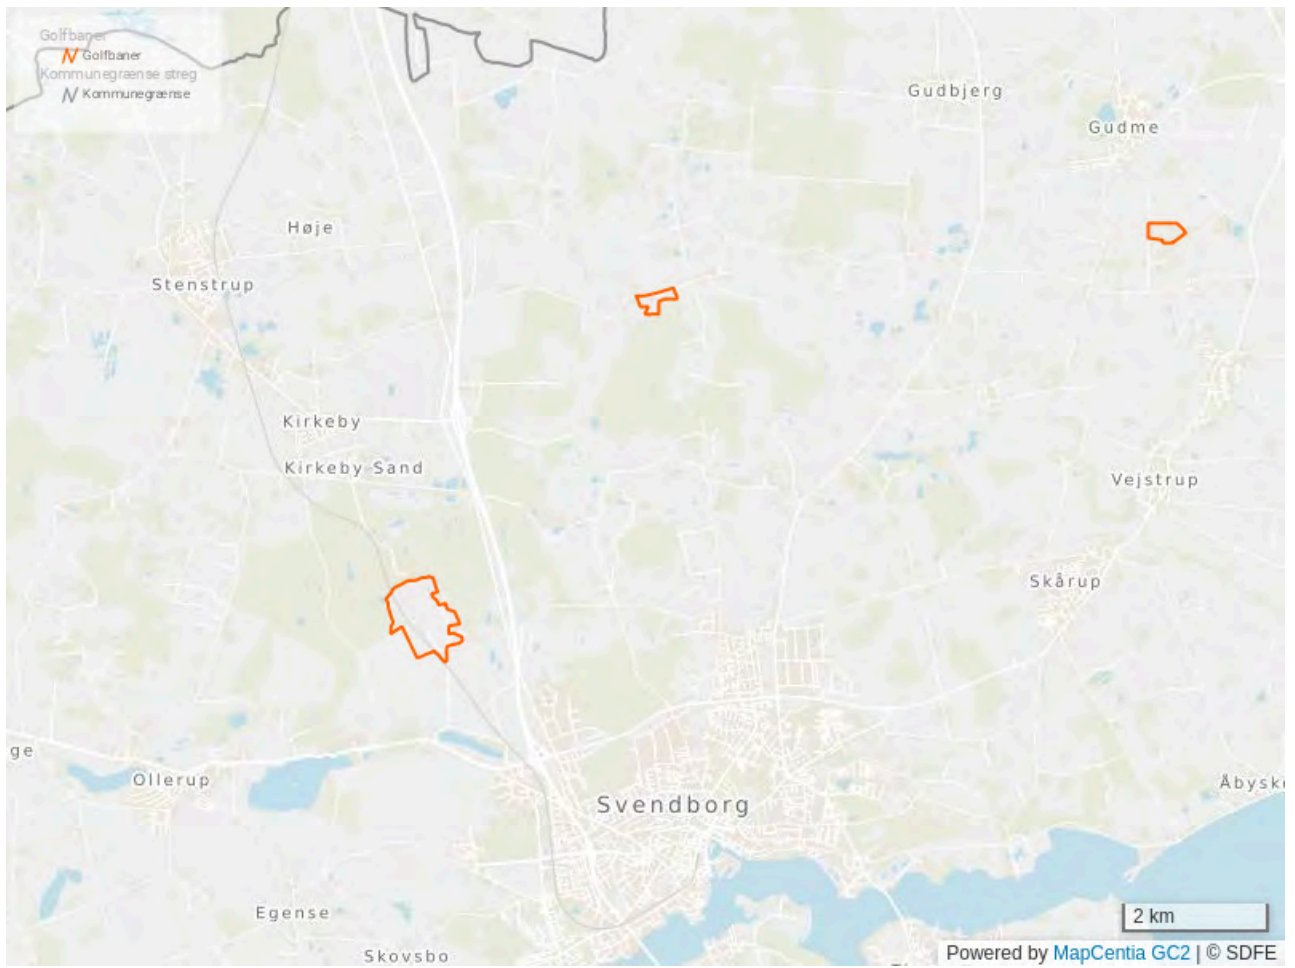 Golfbaner
Golfbaner
Kommunegrænse streg
Kommunegrænse
Gudbjerg
Gudme
Høje
Stenstrup
Kirkeby
Kirkeby Sand
Vejstrup
Skårup
ge
Ollerup
Åbysk
Svendborg
Egense
Skovsbo
2 km
Powered by MapCentia GC2 | © SDFE